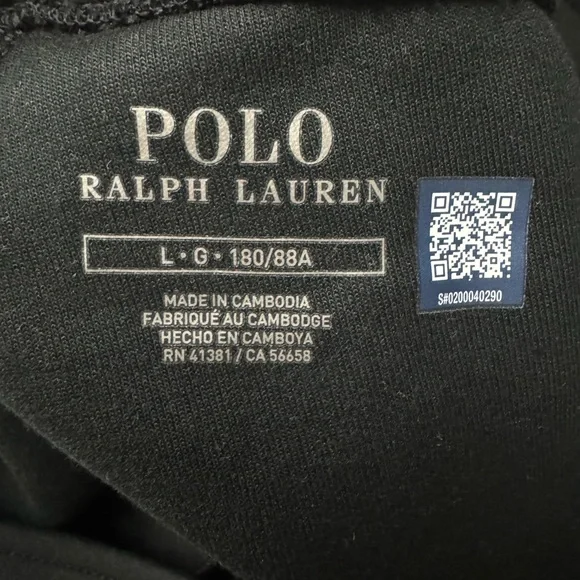 POLO
RALPH LAUREN
L • G • 180/88A
MADE IN CAMBODIA
FABRIQUÉ AU CAMBODGE
HECHO EN CAMBOYA
RN 41381 / CA 56658
S#0200040290